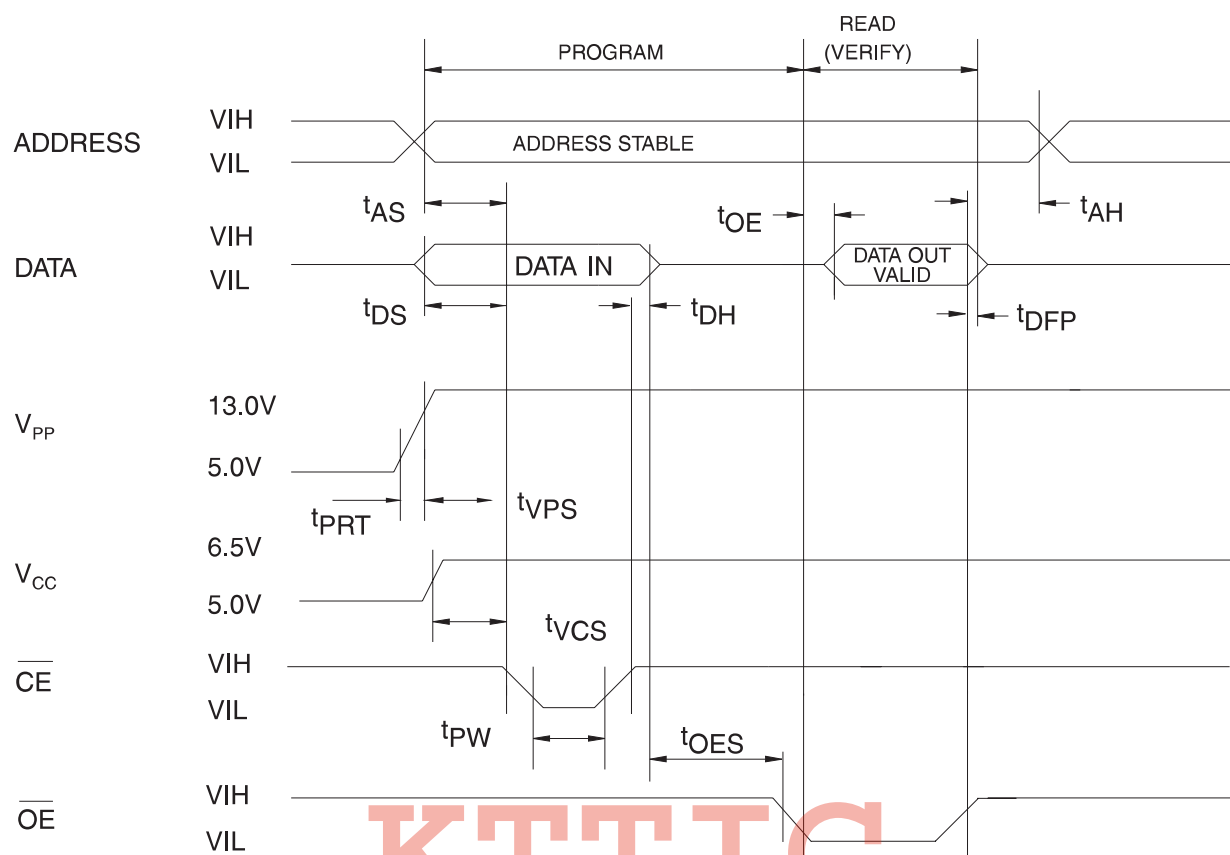 READ
PROGRAM (VERIFY)
ADDRESS VIH
VIL
ADDRESS STABLE
tAS tOE tAH
DATA VIH
VIL
DATA IN
DATA OUT
VALID
tDS tDH tDFP
VPP 13.0V
5.0V
tPRT tVPS
VCC 6.5V
5.0V
tVCS
CE VIH
VIL
tPW tOES
OE VIH
VIL
KTTIC